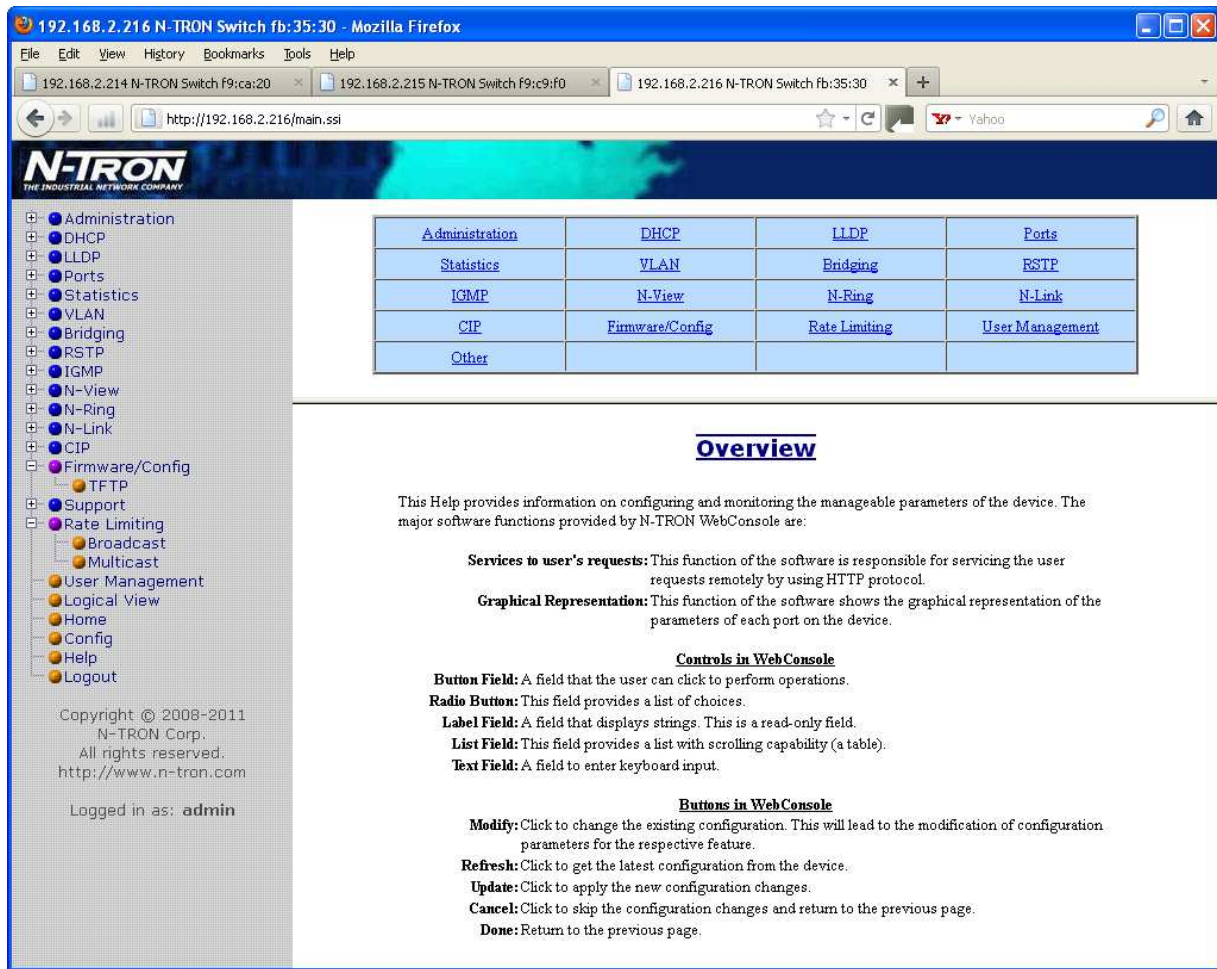 192.168.2.216 N-TRON Switch fb:35:30 - Mozilla Firefox
File Edit View History Bookmarks Tools Help
192.168.2.214 N-TRON Switch f9:ca:20
192.168.2.215 N-TRON Switch f9:c9:f0
192.168.2.216 N-TRON Switch fb:35:30
http://192.168.2.216/main.ssi
Yahoo
N-TRON
THE INDUSTRIAL NETWORK COMPANY
Administration
DHCP
LLDP
Ports
Statistics
VLAN
Bridging
RSTP
IGMP
N-View
N-Ring
N-Link
CIP
Firmware/Config
TFTP
Support
Rate Limiting
Broadcast
Multicast
User Management
Logical View
Home
Config
Help
Logout
Copyright © 2008-2011
N-TRON Corp.
All rights reserved.
http://www.n-tron.com
Logged in as: admin
Administration DHCP LLDP Ports
Statistics VLAN Bridging RSTP
IGMP N-View N-Ring N-Link
CIP Firmware/Config Rate Limiting User Management
Other
Overview
This Help provides information on configuring and monitoring the manageable parameters of the device. The
major software functions provided by N-TRON WebConsole are:
Services to user's requests: This function of the software is responsible for servicing the user
requests remotely by using HTTP protocol.
Graphical Representation: This function of the software shows the graphical representation of the
parameters of each port on the device.
Controls in WebConsole
Button Field: A field that the user can click to perform operations.
Radio Button: This field provides a list of choices.
Label Field: A field that displays strings. This is a read-only field.
List Field: This field provides a list with scrolling capability (a table).
Text Field: A field to enter keyboard input.
Buttons in WebConsole
Modify: Click to change the existing configuration. This will lead to the modification of configuration
parameters for the respective feature.
Refresh: Click to get the latest configuration from the device.
Update: Click to apply the new configuration changes.
Cancel: Click to skip the configuration changes and return to the previous page.
Done: Return to the previous page.